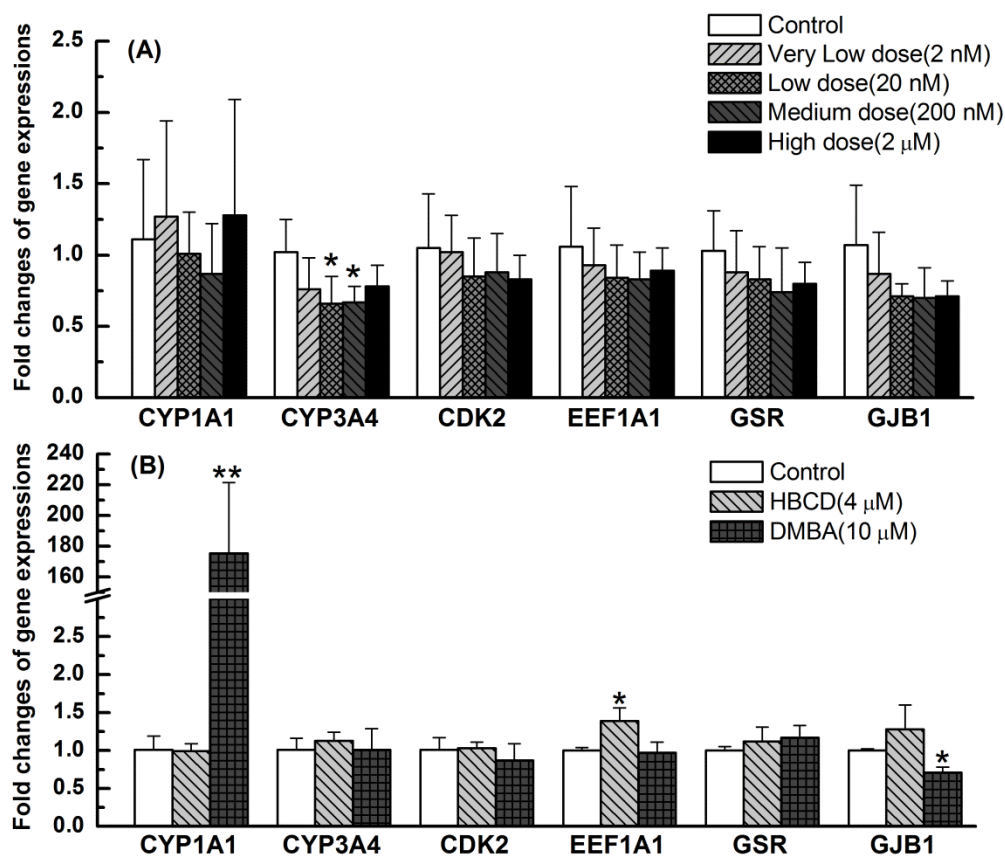 (A)
Control
Very Low dose(2 nM)
Low dose(20 nM)
Medium dose(200 nM)
High dose(2 μM)
Fold changes of gene expressions
2.5
2.0
1.5
1.0
0.5
0.0
* *
CYP1A1 CYP3A4 CDK2 EEF1A1 GSR GJB1
(B)
Control
HBCD(4 μM)
DMBA(10 μM)
Fold changes of gene expressions
240
220
200
180
160
2.5
2.0
1.5
1.0
0.5
0.0
**
*
*
CYP1A1 CYP3A4 CDK2 EEF1A1 GSR GJB1